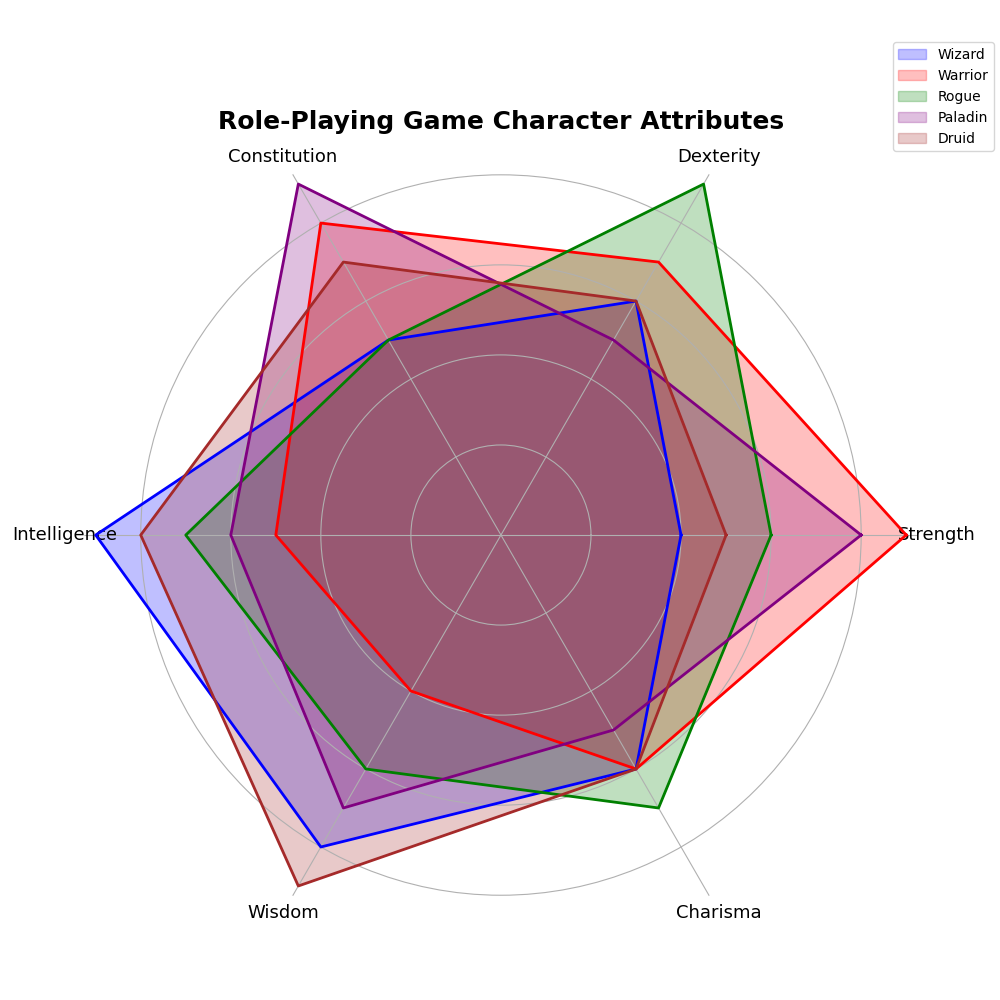 Wizard
Warrior
Rogue
Paladin
Druid
Role-Playing Game Character Attributes
Constitution
Dexterity
Intelligence
Strength
Wisdom
Charisma